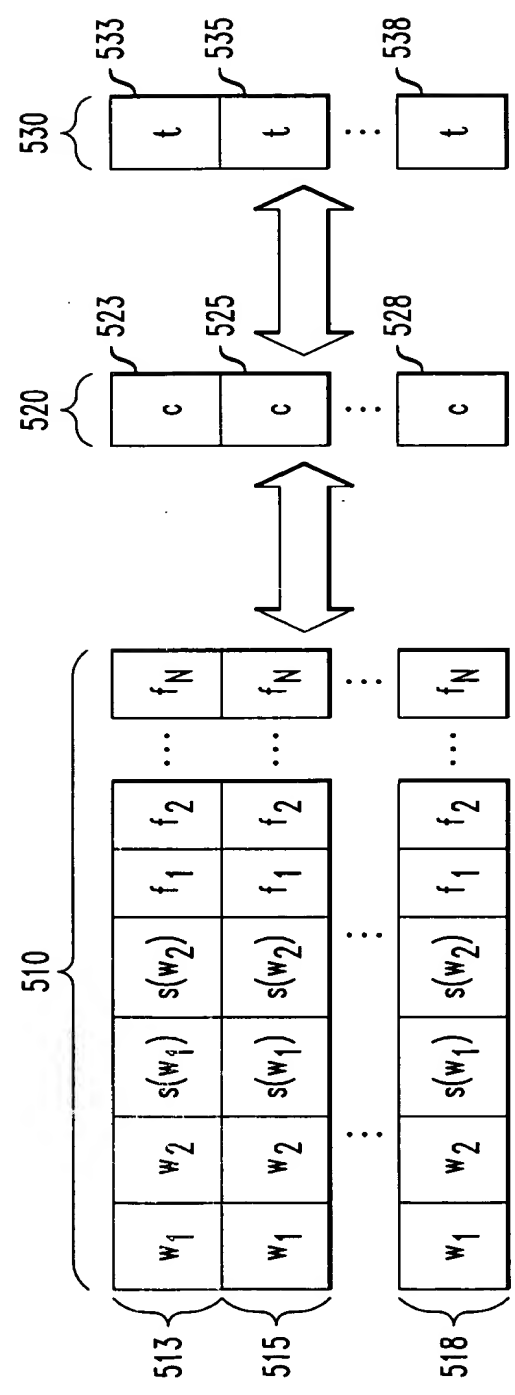 510 520 530
513 w1 w2 s(w1) s(w2) f1 f2 ... fN c 523 t 533
515 w1 w2 s(w1) s(w2) f1 f2 ... fN c 525 t 535
... ... ... ... ...
518 w1 w2 s(w1) s(w2) f1 f2 ... fN c 528 t 538